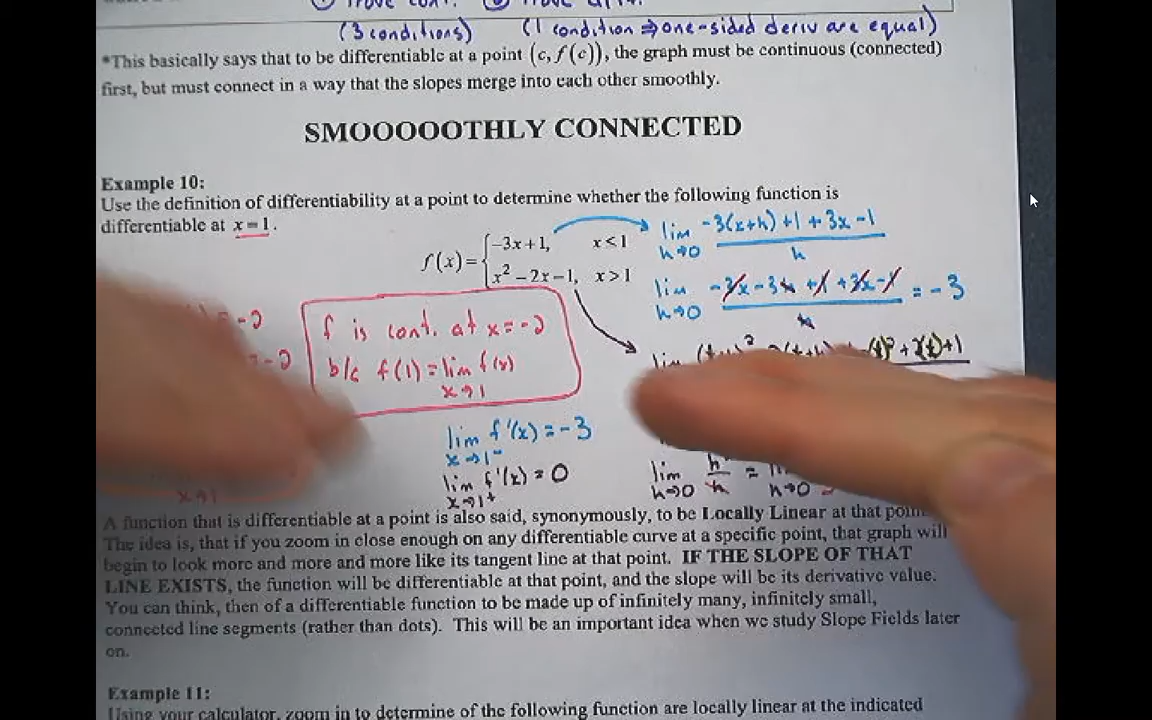 (3 conditions) (1 condition ⇒ one-sided deriv are equal)
*This basically says that to be differentiable at a point (c, f(c)), the graph must be continuous (connected)
first, but must connect in a way that the slopes merge into each other smoothly.
SMOOOOOTHLY CONNECTED
Example 10:
Use the definition of differentiability at a point to determine whether the following function is
differentiable at x = 1.
f(x) = { -3x+1, x < 1
x² - 2x - 1, x > 1
lim h→0 -3(x+h)+1+3x-1 / h
lim h→0 -3x-3h+1+3x-1 / h = -3
f is cont. at x = -2
b/c f(1) = lim f(x)
x→1
lim f'(x) = -3
x→1⁻
lim f'(x) = 0
x→1⁺
lim h→0
x→1
A function that is differentiable at a point is also said, synonymously, to be Locally Linear at that
The idea is, that if you zoom in close enough on any differentiable curve at a specific point, that graph will
begin to look more and more and more like its tangent line at that point. IF THE SLOPE OF THAT
LINE EXISTS, the function will be differentiable at that point, and the slope will be its derivative value.
You can think, then of a differentiable function to be made up of infinitely many, infinitely small,
connected line segments (rather than dots). This will be an important idea when we study Slope Fields later
on.
Example 11:
Using your calculator, zoom in to determine of the following function are locally linear at the indicated